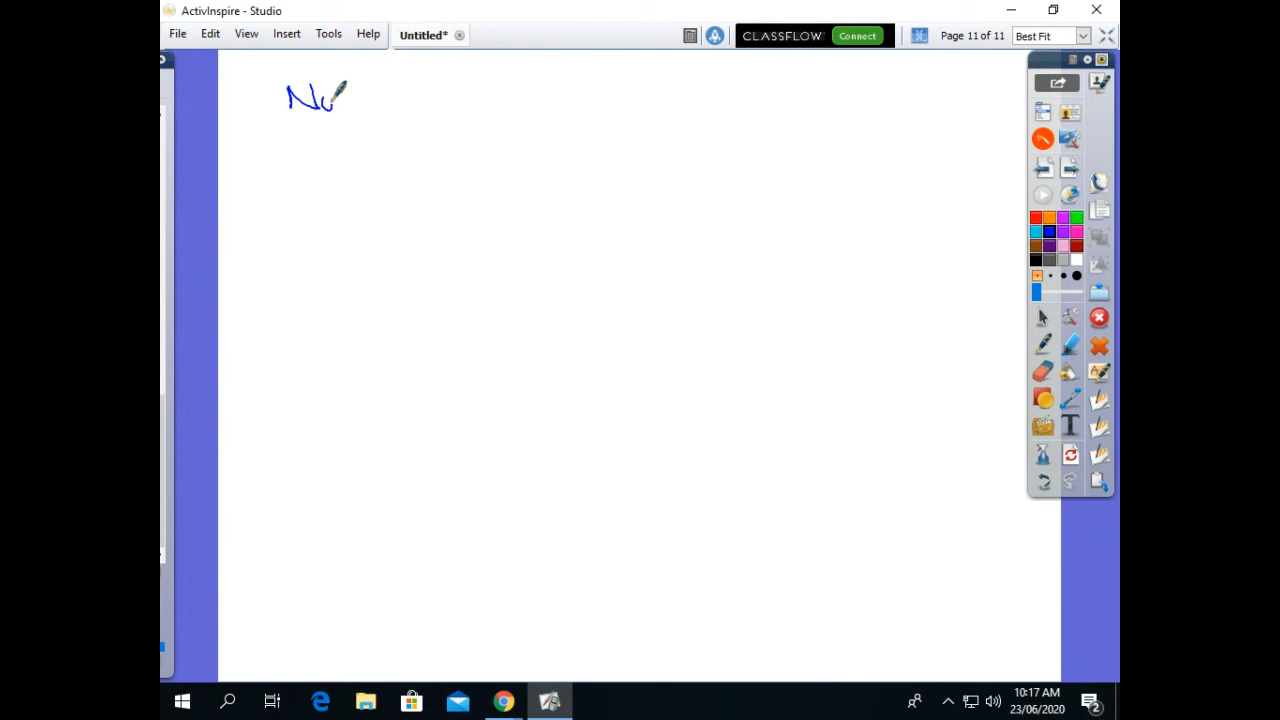 ActivInspire - Studio
File Edit View Insert Tools Help Untitled* CLASSFLOW Connect Page 11 of 11 Best Fit
T
10:17 AM
23/06/2020 2